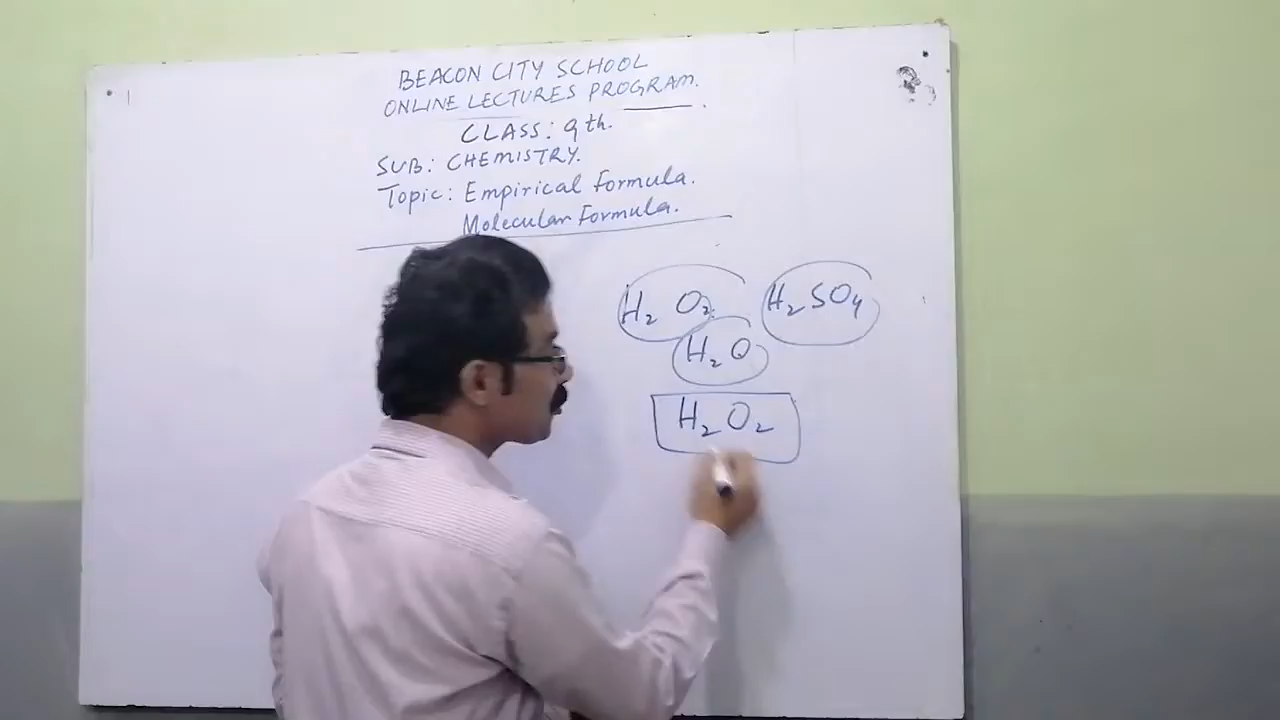 BEACON CITY SCHOOL
ONLINE LECTURES PROGRAM.
CLASS: 9th.
SUB: CHEMISTRY.
Topic: Empirical Formula.
Molecular Formula.
H₂ O₂ H₂SO₄
H₂O
H₂O₂